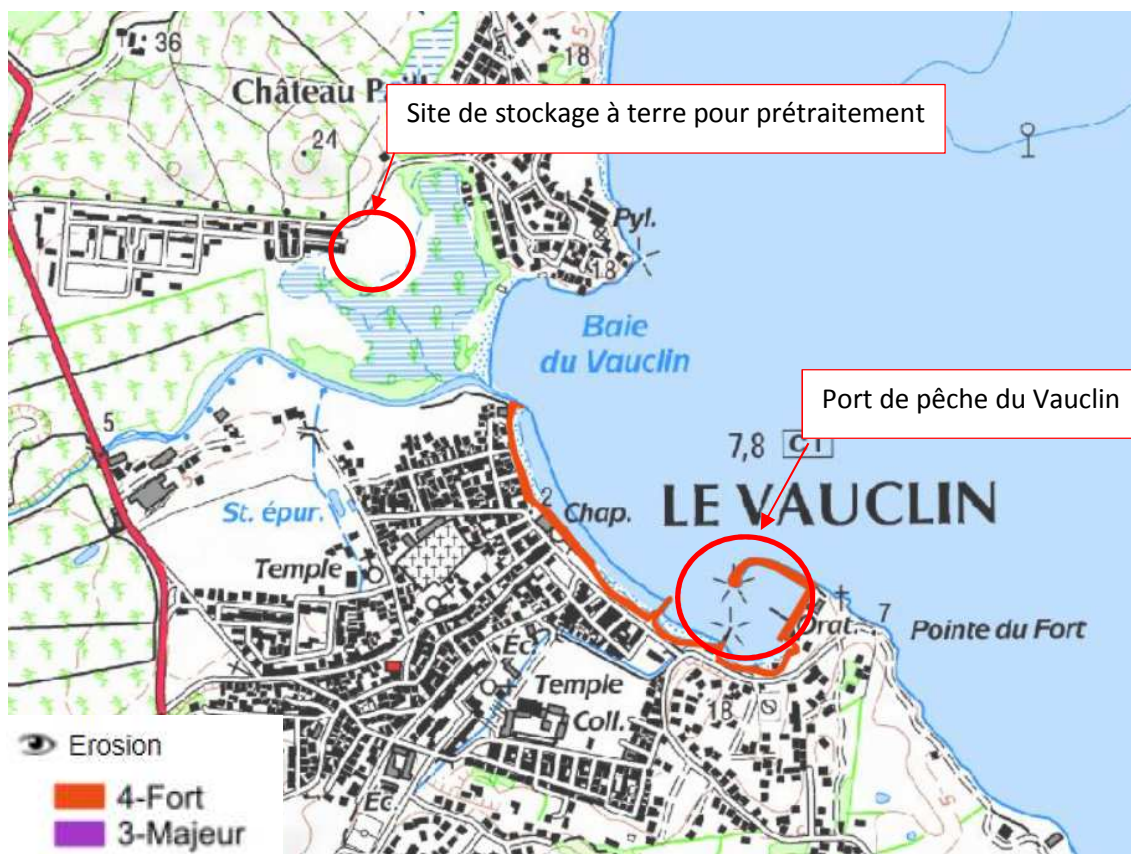 36
18
Château
Site de stockage à terre pour prétraitement
24
Pyl.
18
Baie
du Vauclin
Port de pêche du Vauclin
5
7,8 C1
2
Chap.
LE VAUCLIN
St. épur.
Temple
Orat.
7
Pointe du Fort
5
Ec.
Temple
Coll.
18
Ec.
Erosion
4-Fort
3-Majeur
5